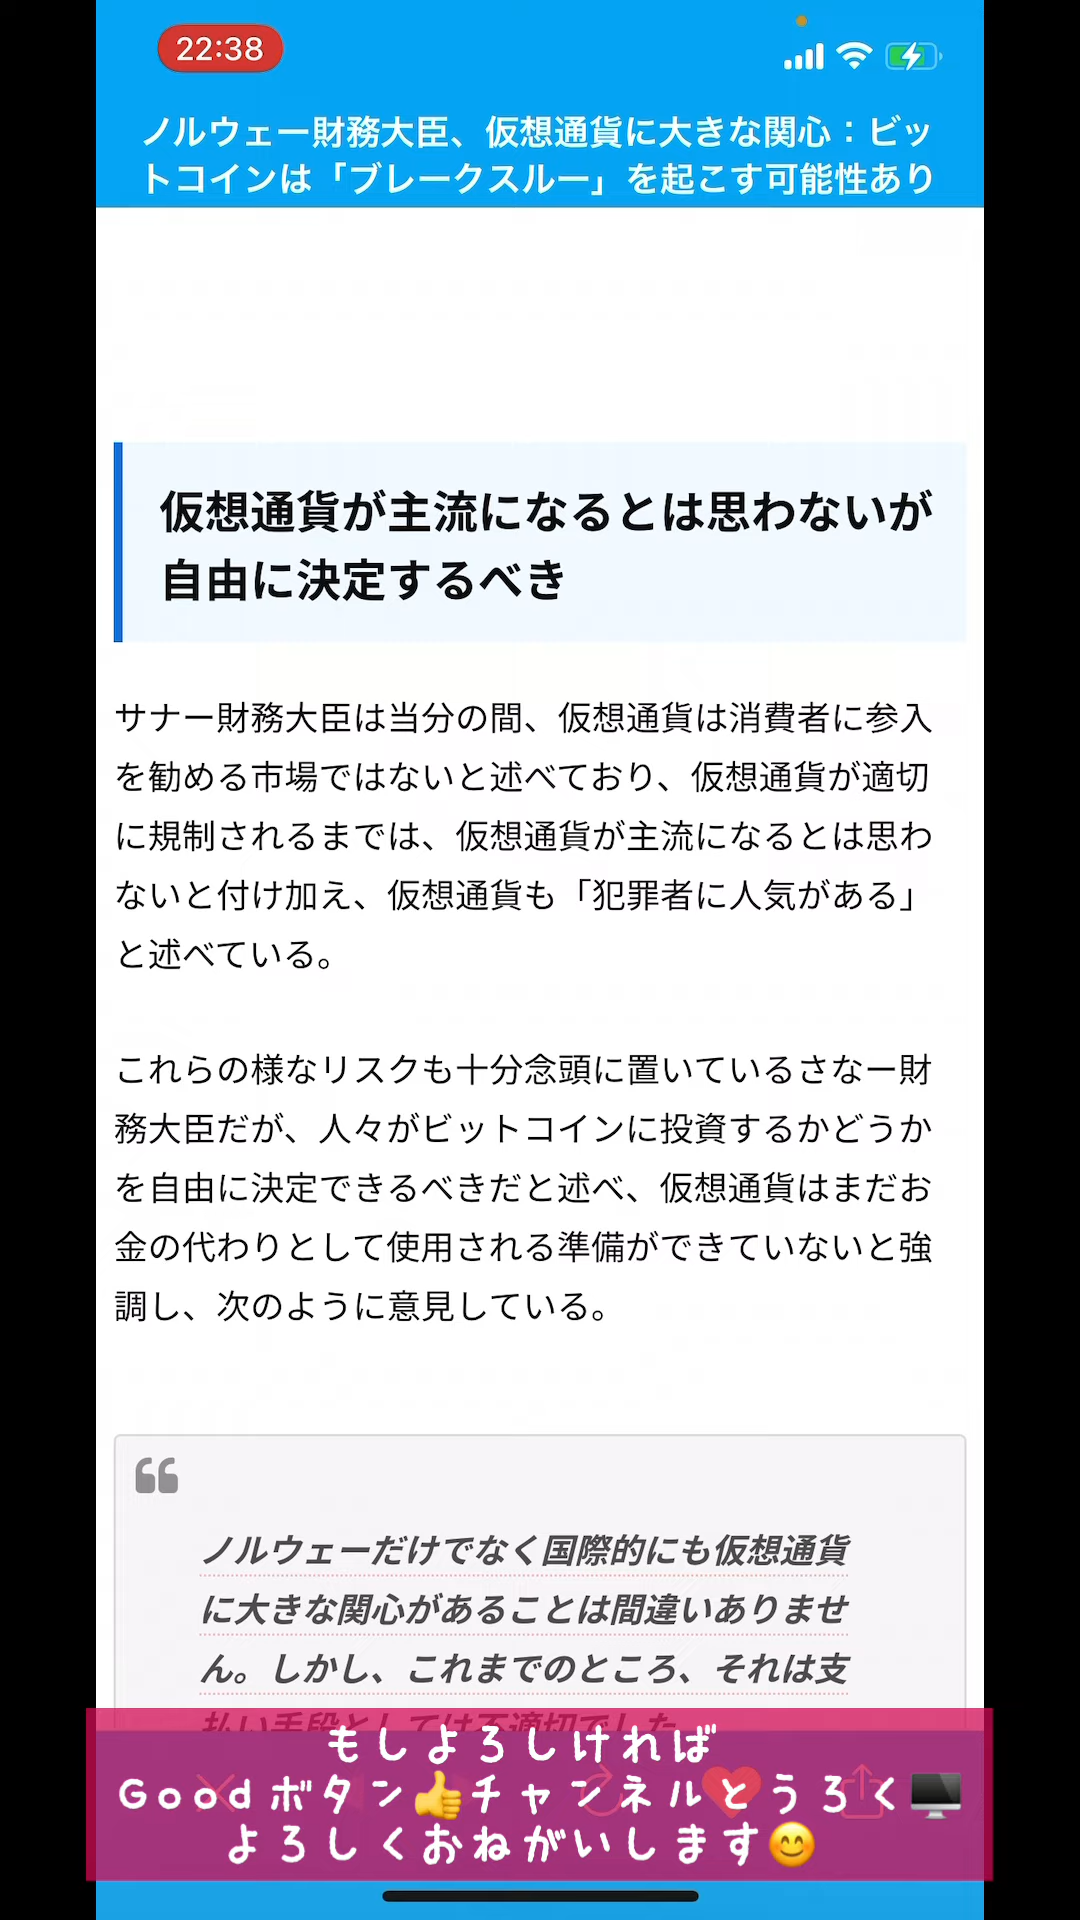 22:38
ノルウェー財務大臣、仮想通貨に大きな関心：ビッ
トコインは「ブレークスルー」を起こす可能性あり
仮想通貨が主流になるとは思わないが
自由に決定するべき
サナー財務大臣は当分の間、仮想通貨は消費者に参入
を勧める市場ではないと述べており、仮想通貨が適切
に規制されるまでは、仮想通貨が主流になるとは思わ
ないと付け加え、仮想通貨も「犯罪者に人気がある」
と述べている。
これらの様なリスクも十分念頭に置いているさなー財
務大臣だが、人々がビットコインに投資するかどうか
を自由に決定できるべきだと述べ、仮想通貨はまだお
金の代わりとして使用される準備ができていないと強
調し、次のように意見している。
ノルウェーだけでなく国際的にも仮想通貨
に大きな関心があることは間違いありませ
ん。しかし、これまでのところ、それは支
払い手段としては不適切でした
もしよろしければ
Goodボタン👍チャンネルとうろく🖥️
よろしくおねがいします😊